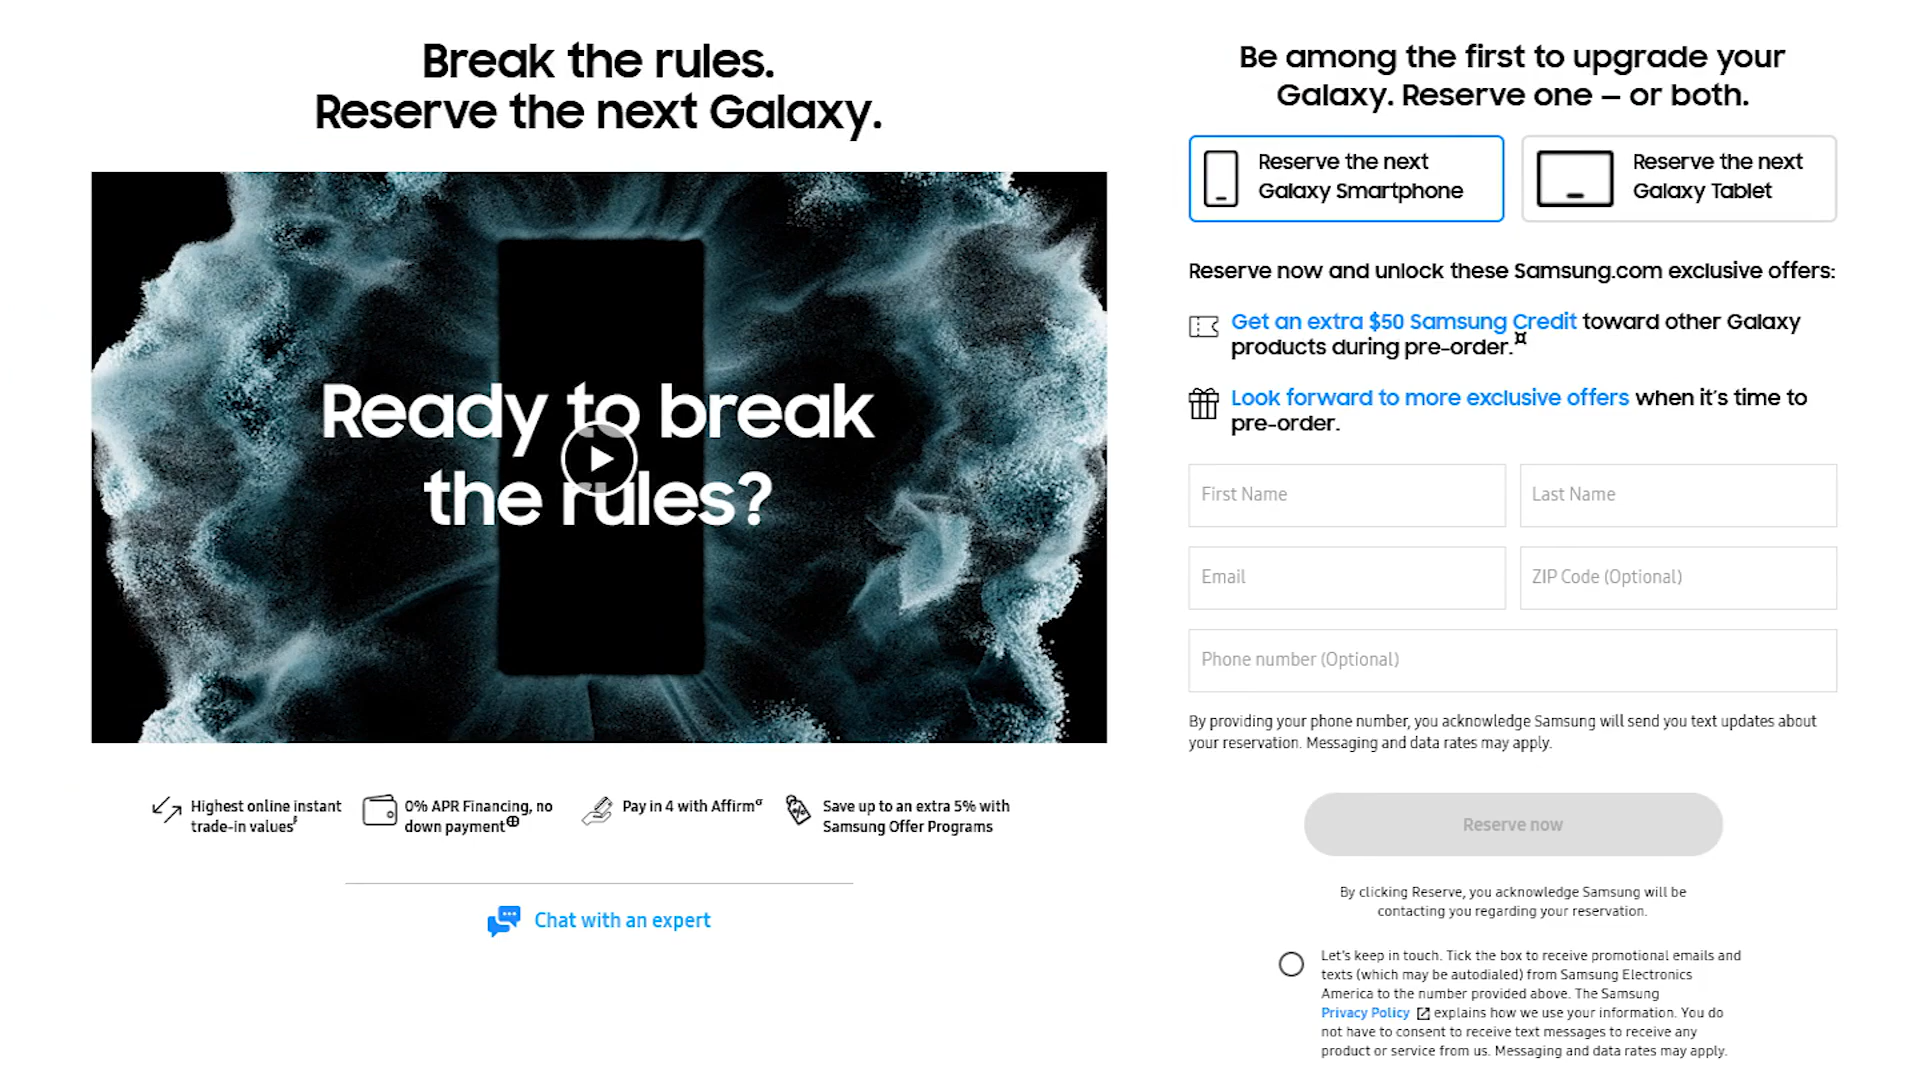 Break the rules.
Reserve the next Galaxy.
Ready to break
the rules?
Highest online instant
trade-in values
0% APR Financing, no
down payment⊕
Pay in 4 with Affirmσ
Save up to an extra 5% with
Samsung Offer Programs
Chat with an expert
Be among the first to upgrade your
Galaxy. Reserve one – or both.
Reserve the next
Galaxy Smartphone
Reserve the next
Galaxy Tablet
Reserve now and unlock these Samsung.com exclusive offers:
Get an extra $50 Samsung Credit toward other Galaxy
products during pre-order.¤
Look forward to more exclusive offers when it's time to
pre-order.
First Name
Last Name
Email
ZIP Code (Optional)
Phone number (Optional)
By providing your phone number, you acknowledge Samsung will send you text updates about
your reservation. Messaging and data rates may apply.
Reserve now
By clicking Reserve, you acknowledge Samsung will be
contacting you regarding your reservation.
Let's keep in touch. Tick the box to receive promotional emails and
texts (which may be autodialed) from Samsung Electronics
America to the number provided above. The Samsung
Privacy Policy explains how we use your information. You do
not have to consent to receive text messages to receive any
product or service from us. Messaging and data rates may apply.